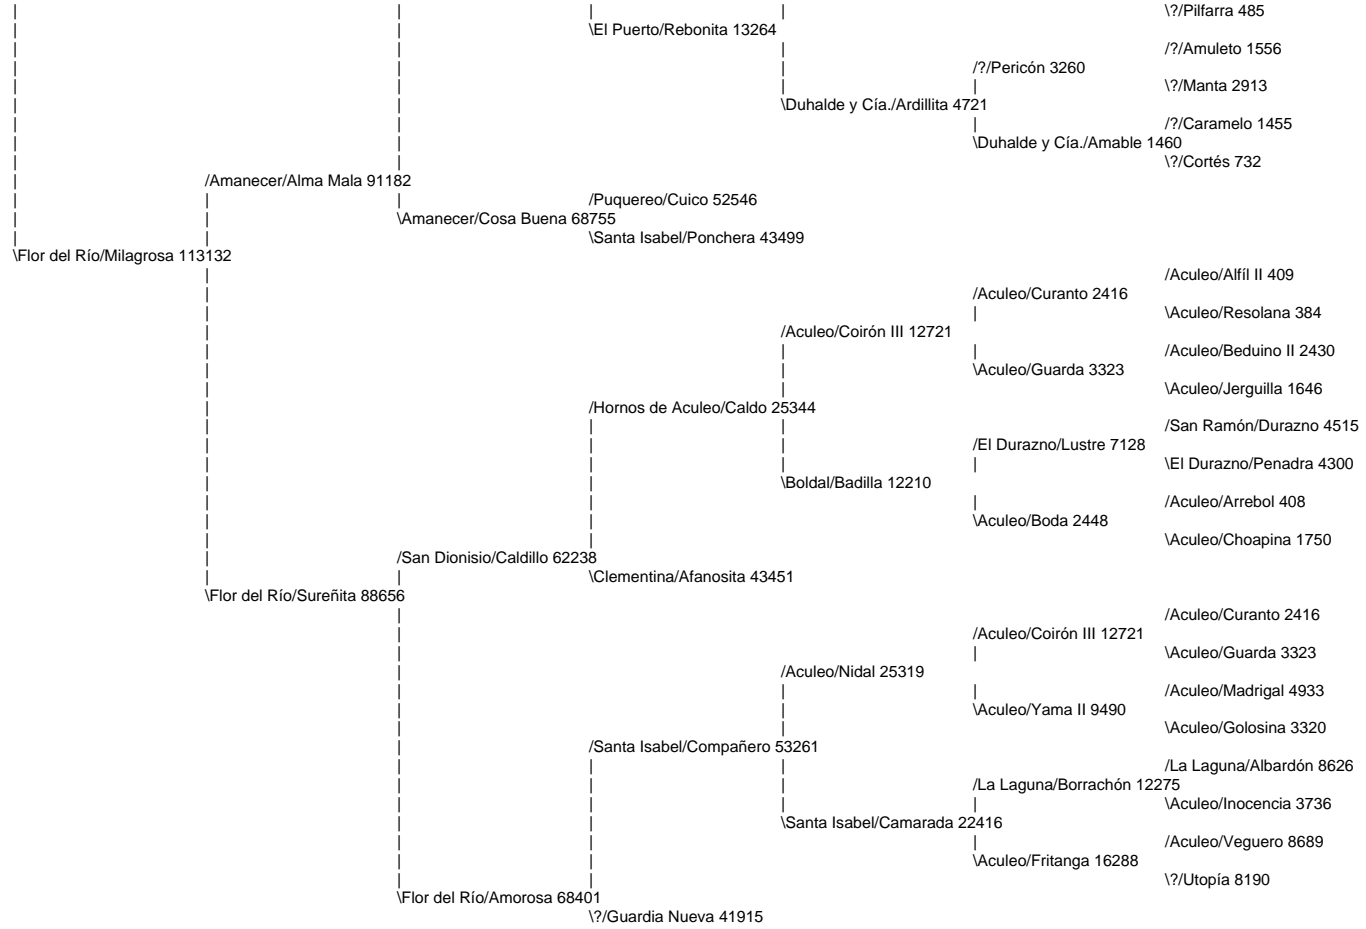 \?/Pilfarra 485
\El Puerto/Rebonita 13264
/?/Amuleto 1556
/?/Pericón 3260
\?/Manta 2913
\Duhalde y Cía./Ardillita 4721
/?/Caramelo 1455
\Duhalde y Cía./Amable 1460
\?/Cortés 732
/Amanecer/Alma Mala 91182
/Puquereo/Cuico 52546
\Amanecer/Cosa Buena 68755
\Santa Isabel/Ponchera 43499
\Flor del Río/Milagrosa 113132
/Aculeo/Alfíl II 409
/Aculeo/Curanto 2416
\Aculeo/Resolana 384
/Aculeo/Coirón III 12721
/Aculeo/Beduino II 2430
\Aculeo/Guarda 3323
\Aculeo/Jerguilla 1646
/Hornos de Aculeo/Caldo 25344
/San Ramón/Durazno 4515
/El Durazno/Lustre 7128
\El Durazno/Penadra 4300
\Boldal/Badilla 12210
/Aculeo/Arrebol 408
\Aculeo/Boda 2448
\Aculeo/Choapina 1750
/San Dionisio/Caldillo 62238
\Clementina/Afanosita 43451
\Flor del Río/Sureñita 88656
/Aculeo/Curanto 2416
/Aculeo/Coirón III 12721
\Aculeo/Guarda 3323
/Aculeo/Nidal 25319
/Aculeo/Madrigal 4933
\Aculeo/Yama II 9490
\Aculeo/Golosina 3320
/Santa Isabel/Compañero 53261
/La Laguna/Albardón 8626
/La Laguna/Borrachón 12275
\Aculeo/Inocencia 3736
\Santa Isabel/Camarada 22416
/Aculeo/Veguero 8689
\Aculeo/Fritanga 16288
\?/Utopía 8190
\Flor del Río/Amorosa 68401
\?/Guardia Nueva 41915